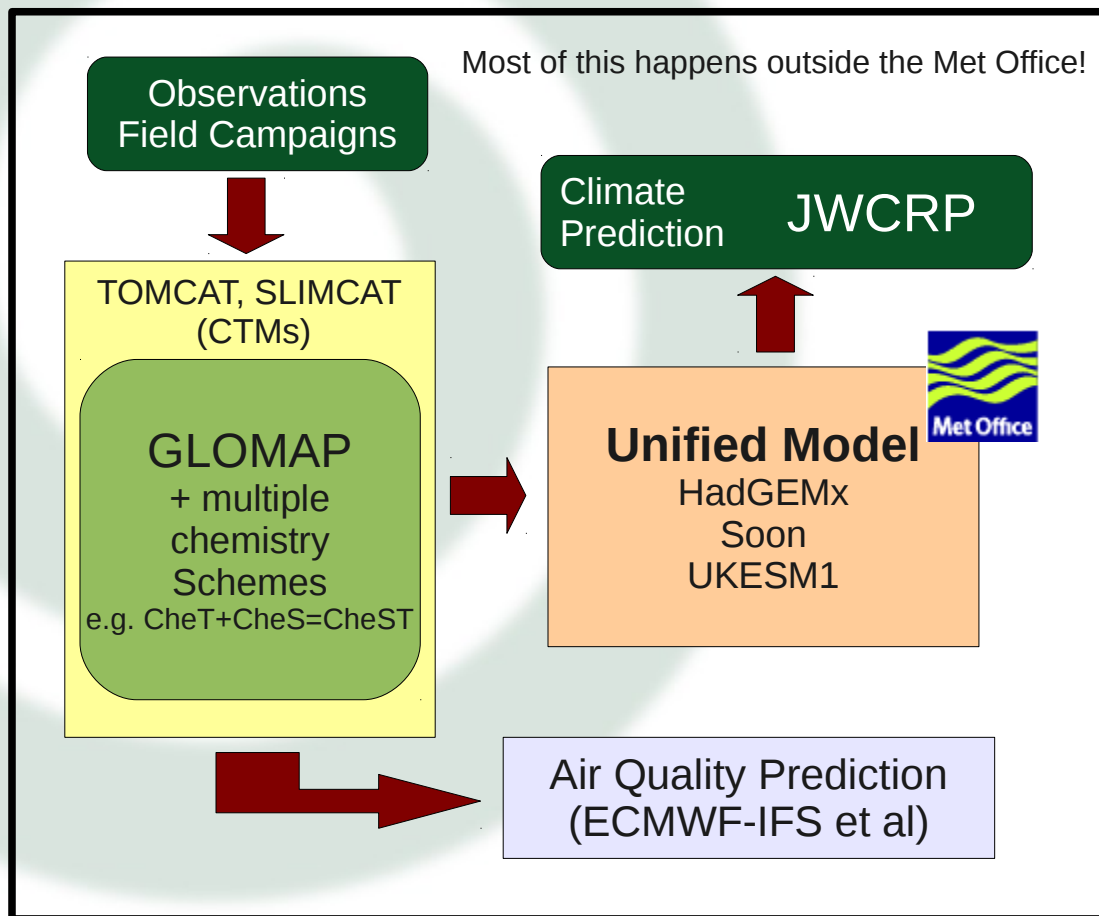 Most of this happens outside the Met Office!
Observations
Field Campaigns
Climate
Prediction
JWCRP
TOMCAT, SLIMCAT
(CTMs)
GLOMAP
+ multiple
chemistry
Schemes
e.g. CheT+CheS=CheST
Met Office
Unified Model
HadGEMx
Soon
UKESM1
Air Quality Prediction
(ECMWF-IFS et al)